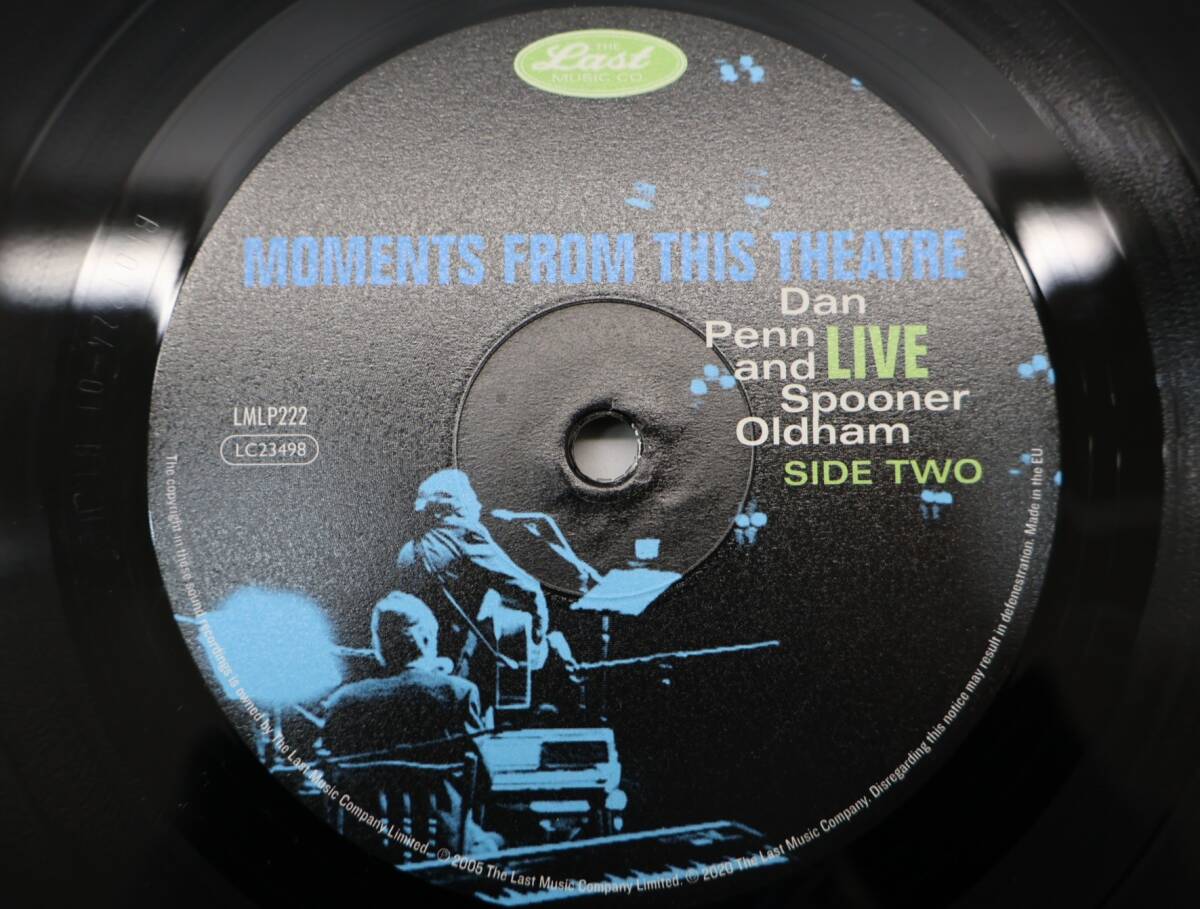 THE
Last
MUSIC CO
MOMENTS FROM THIS THEATRE
Dan
Penn
and LIVE
Spooner
Oldham
SIDE TWO
LMLP222
LC23498
The copyright in these sound recordings is owned by The Last Music Company Limited. ℗ 2005 The Last Music Company Limited. © 2020 The Last Music Company. Disregarding this notice may result in defenestration. Made in the EU